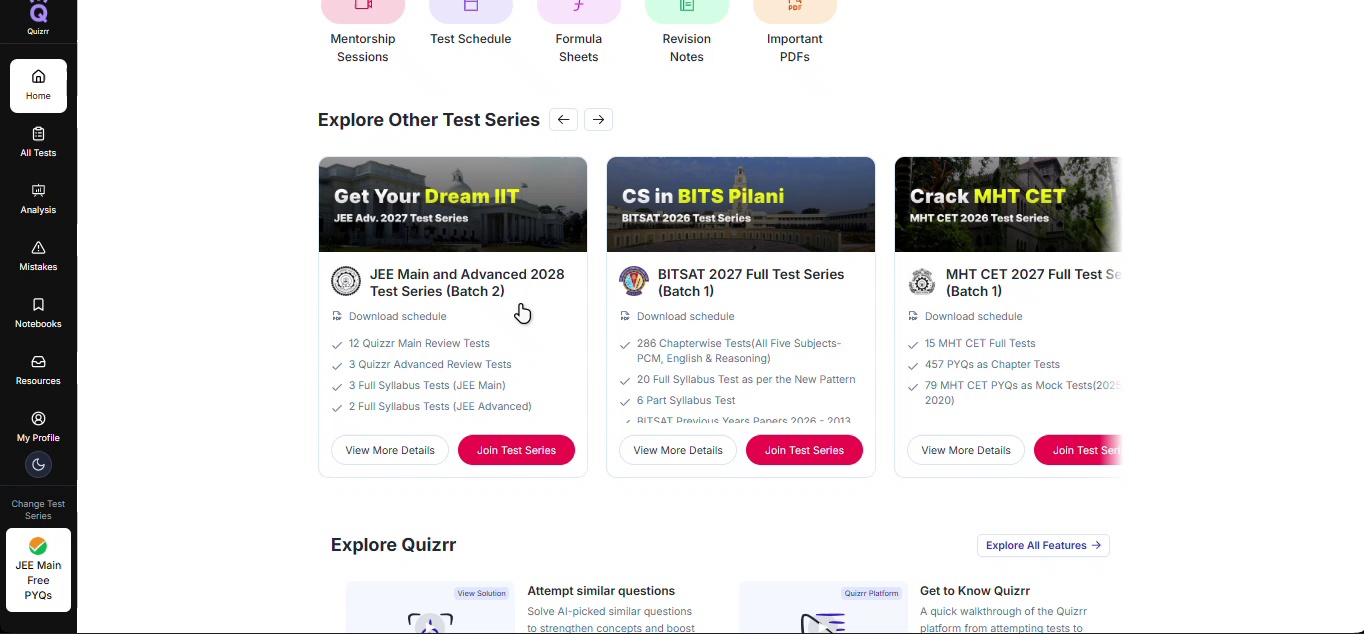 Quizrr
Home
All Tests
Analysis
Mistakes
Notebooks
Resources
My Profile
Change Test
Series
JEE Main
Free
PYQs
Mentorship
Sessions
Test Schedule
Formula
Sheets
Revision
Notes
PDF
Important
PDFs
Explore Other Test Series
Get Your Dream IIT
JEE Adv. 2027 Test Series
JEE Main and Advanced 2028
Test Series (Batch 2)
Download schedule
12 Quizrr Main Review Tests
3 Quizrr Advanced Review Tests
3 Full Syllabus Tests (JEE Main)
2 Full Syllabus Tests (JEE Advanced)
View More Details
Join Test Series
CS in BITS Pilani
BITSAT 2026 Test Series
BITSAT 2027 Full Test Series
(Batch 1)
Download schedule
286 Chapterwise Tests(All Five Subjects-
PCM, English & Reasoning)
20 Full Syllabus Test as per the New Pattern
6 Part Syllabus Test
BITSAT Previous Years Papers 2026 - 2013
View More Details
Join Test Series
Crack MHT CET
MHT CET 2026 Test Series
MHT CET 2027 Full Test Se
(Batch 1)
Download schedule
15 MHT CET Full Tests
457 PYQs as Chapter Tests
79 MHT CET PYQs as Mock Tests(2025
2020)
View More Details
Join Test Seri
Explore Quizrr
Explore All Features
View Solution
Attempt similar questions
Solve AI-picked similar questions
to strengthen concepts and boost
Quizrr Platform
Get to Know Quizrr
A quick walkthrough of the Quizrr
platform from attempting tests to